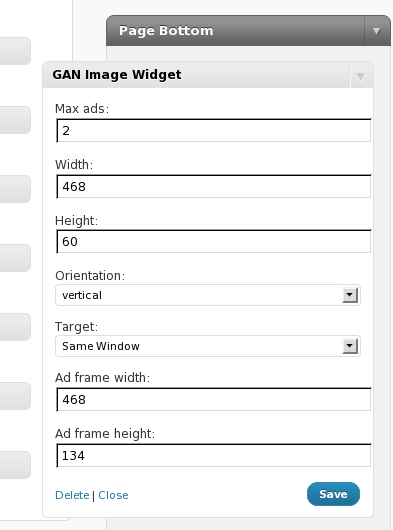 Page Bottom
GAN Image Widget
Max ads:
2
Width:
468
Height:
60
Orientation:
vertical
Target:
Same Window
Ad frame width:
468
Ad frame height:
134
Delete | Close
Save